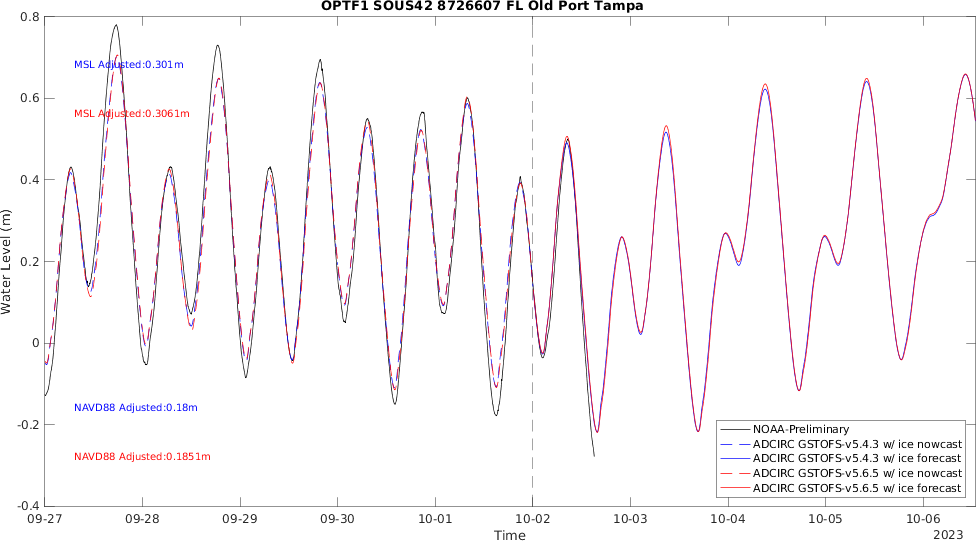 OPTF1 SOUS42 8726607 FL Old Port Tampa
0.8
0.6
0.4
0.2
0
-0.2
-0.4
Water Level (m)
MSL Adjusted:0.301m
MSL Adjusted:0.3061m
NAVD88 Adjusted:0.18m
NAVD88 Adjusted:0.1851m
NOAA-Preliminary
ADCIRC GSTOFS-v5.4.3 w/ ice nowcast
ADCIRC GSTOFS-v5.4.3 w/ ice forecast
ADCIRC GSTOFS-v5.6.5 w/ ice nowcast
ADCIRC GSTOFS-v5.6.5 w/ ice forecast
09-27 09-28 09-29 09-30 10-01 10-02 10-03 10-04 10-05 10-06
Time
2023